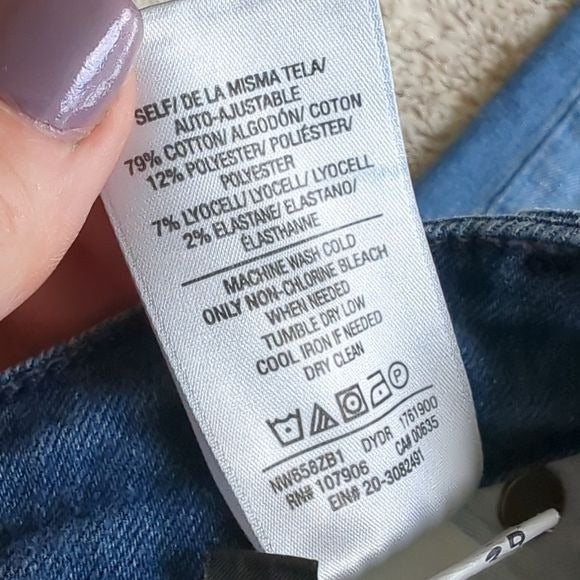 SELF/ DE LA MISMA TELA/
AUTO-AJUSTABLE
79% COTTON/ ALGODÓN/ COTON
12% POLYESTER/ POLIÉSTER/
POLYESTER
7% LYOCELL/ LYOCELL/ LYOCELL
2% ELASTANE/ ELASTANO/
ÉLASTHANNE
MACHINE WASH COLD
ONLY NON-CHLORINE BLEACH
WHEN NEEDED
TUMBLE DRY LOW
COOL IRON IF NEEDED
DRY CLEAN
P
NW658ZB1 DYDR 1761900
RN# 107906 CA# 00635
EIN# 20-3082491